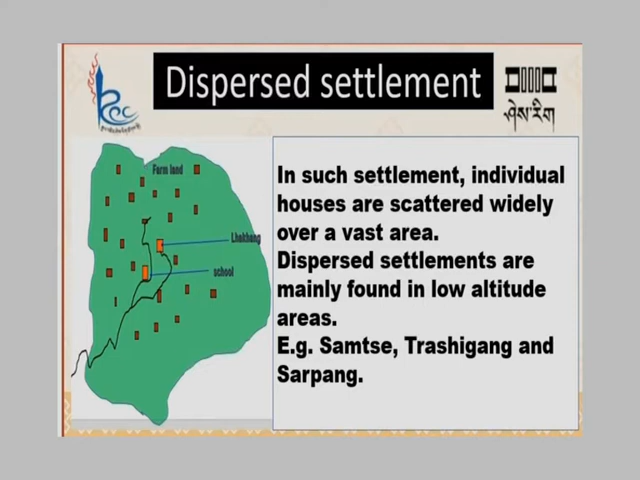 Dispersed settlement
ཤེས་རིག
Farm land
Lhakhang
school
In such settlement, individual
houses are scattered widely
over a vast area.
Dispersed settlements are
mainly found in low altitude
areas.
E.g. Samtse, Trashigang and
Sarpang.